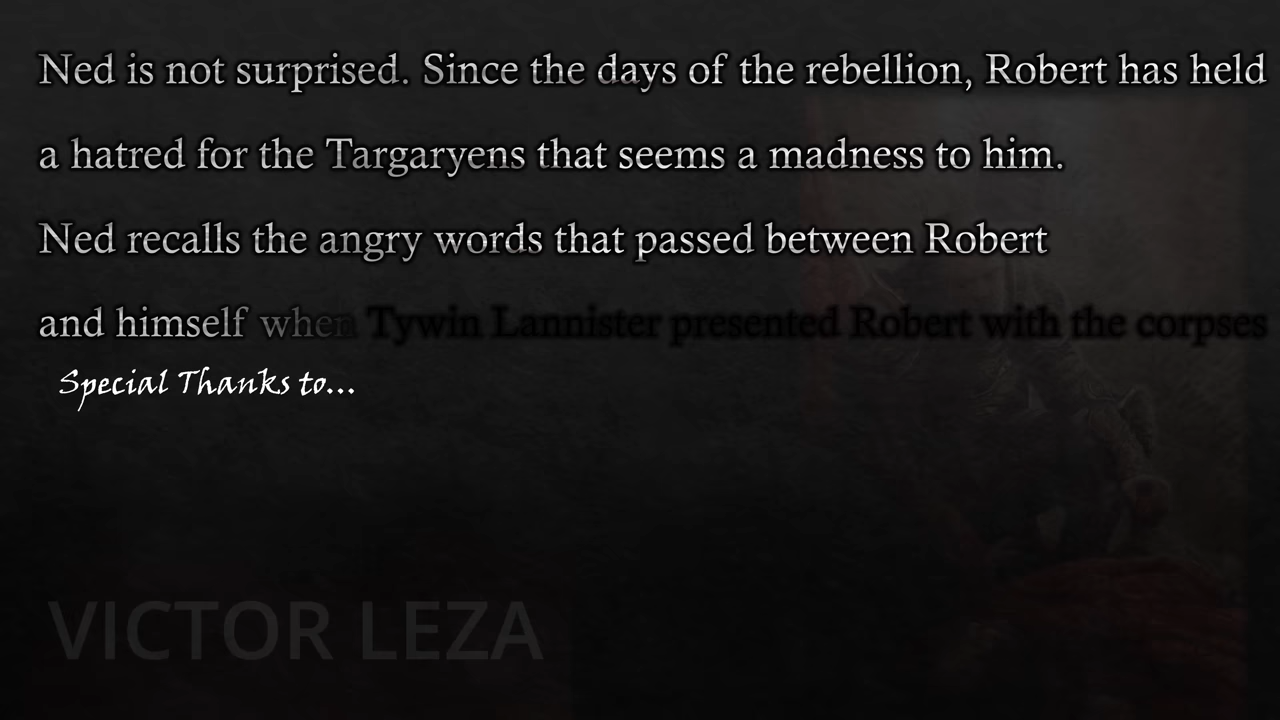 Ned is not surprised. Since the days of the rebellion, Robert has held
a hatred for the Targaryens that seems a madness to him.
Ned recalls the angry words that passed between Robert
and himself when Tywin Lannister presented Robert with the corpses
Special Thanks to...
VICTOR LEZA